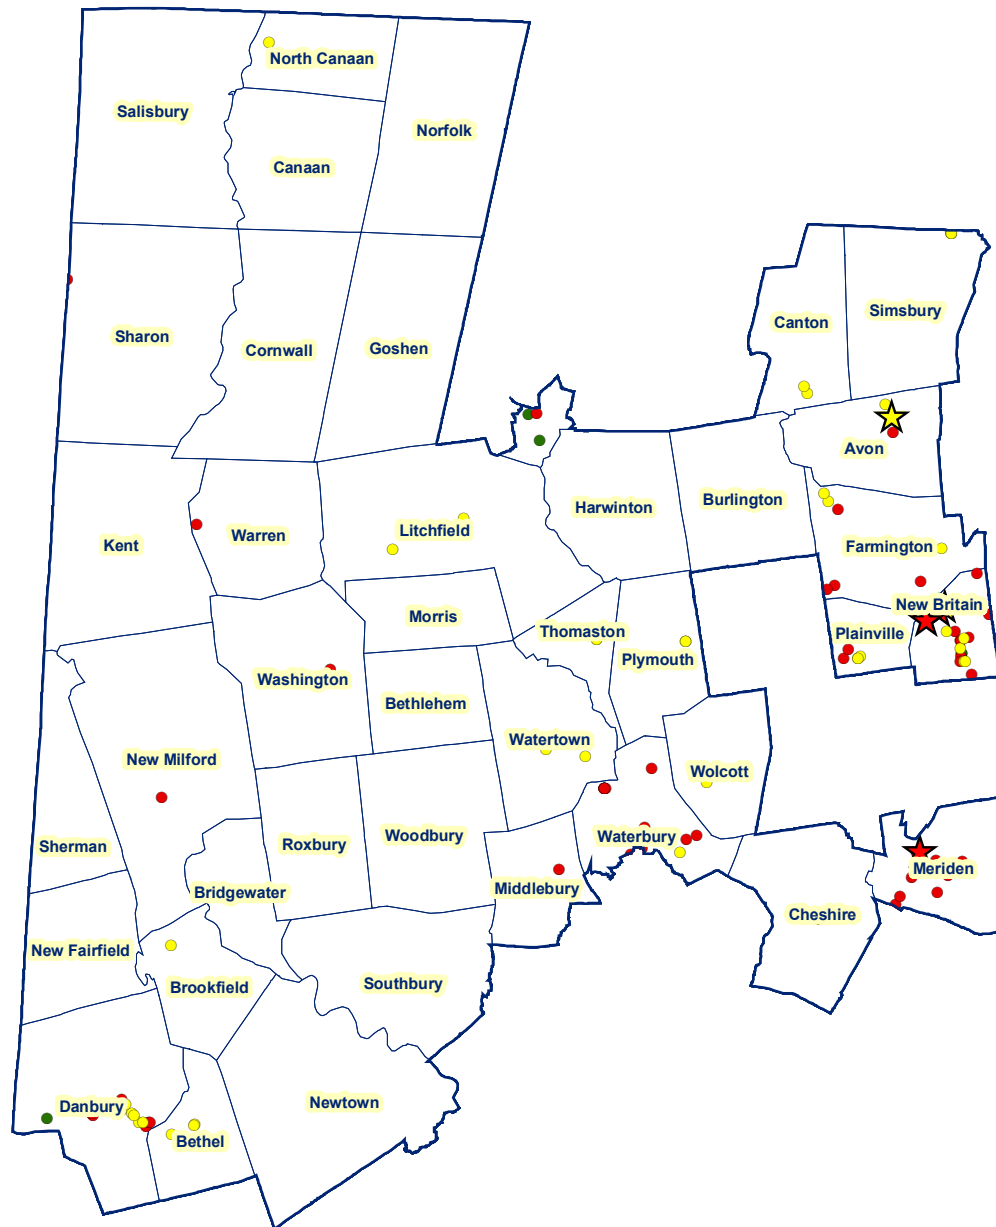 North Canaan
Salisbury
Norfolk
Canaan
Simsbury
Canton
Sharon
Cornwall
Goshen
Avon
Burlington
Harwinton
Litchfield
Warren
Kent
Farmington
New Britain
Morris
Thomaston
Plainville
Plymouth
Washington
Bethlehem
Watertown
New Milford
Wolcott
Woodbury
Waterbury
Roxbury
Sherman
Meriden
Middlebury
Bridgewater
Cheshire
New Fairfield
Southbury
Brookfield
Newtown
Danbury
Bethel